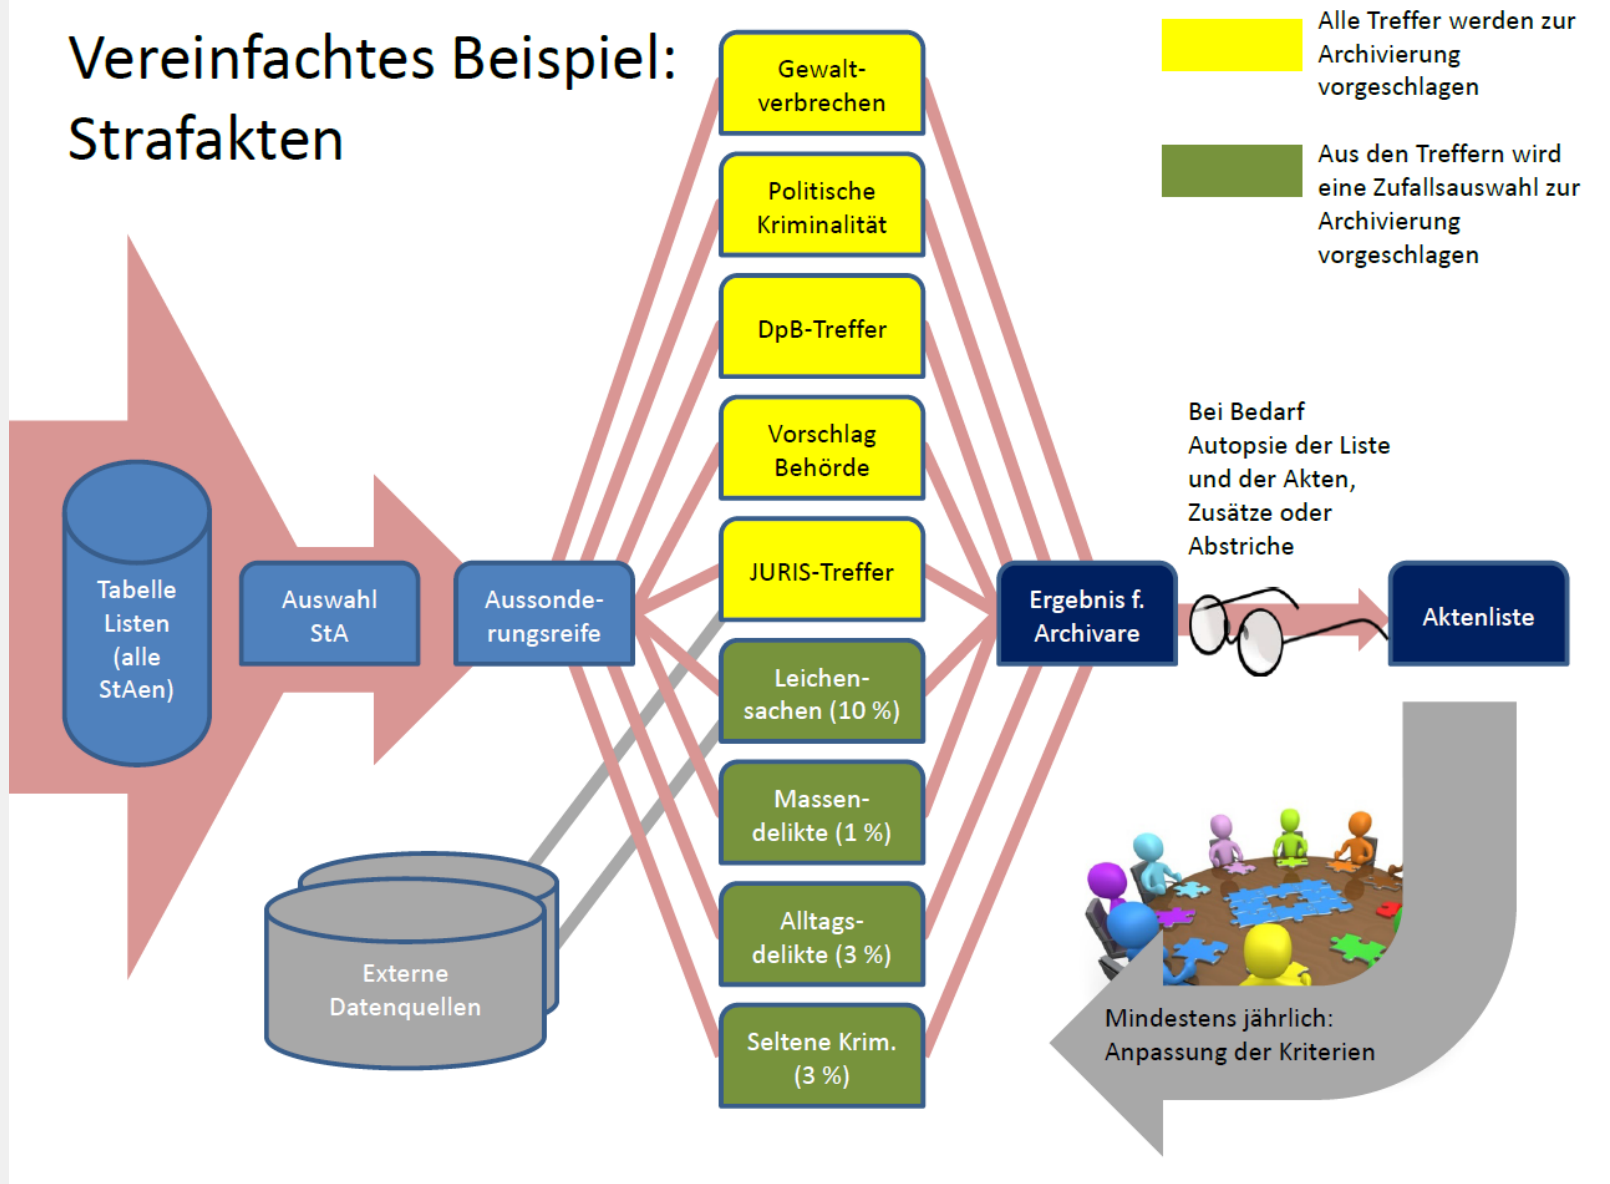 Vereinfachtes Beispiel:
Strafakten
Alle Treffer werden zur
Archivierung
vorgeschlagen
Aus den Treffern wird
eine Zufallsauswahl zur
Archivierung
vorgeschlagen
Tabelle
Listen
(alle
StAen)
Auswahl
StA
Aussonde-
rungsreife
Externe
Datenquellen
Gewalt-
verbrechen
Politische
Kriminalität
DpB-Treffer
Vorschlag
Behörde
JURIS-Treffer
Leichen-
sachen (10 %)
Massen-
delikte (1 %)
Alltags-
delikte (3 %)
Seltene Krim.
(3 %)
Ergebnis f.
Archivare
Bei Bedarf
Autopsie der Liste
und der Akten,
Zusätze oder
Abstriche
Aktenliste
Mindestens jährlich:
Anpassung der Kriterien